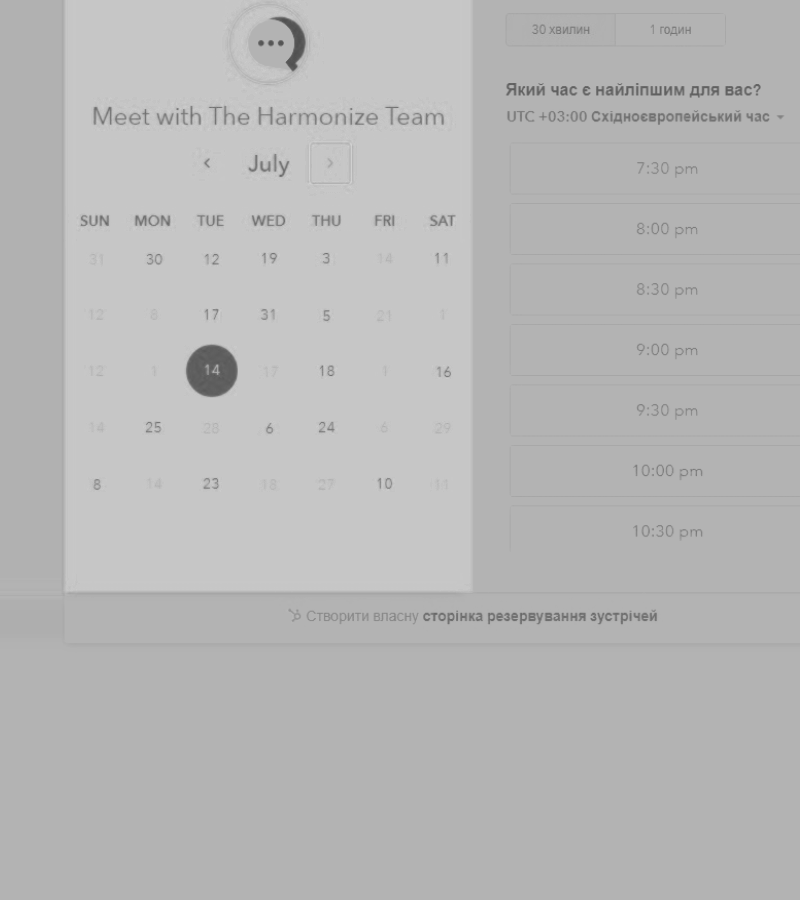 30 хвилин 1 годин
Meet with The Harmonize Team
July
SUN MON TUE WED THU FRI SAT
31 30 12 19 3 14 11
12 8 17 31 5 21 1
12 1 14 17 18 1 16
14 25 28 6 24 6 29
8 14 23 18 27 10 11
Який час є найліпшим для вас?
UTC +03:00 Східноєвропейський час
7:30 pm
8:00 pm
8:30 pm
9:00 pm
9:30 pm
10:00 pm
10:30 pm
Створити власну сторінка резервування зустрічей